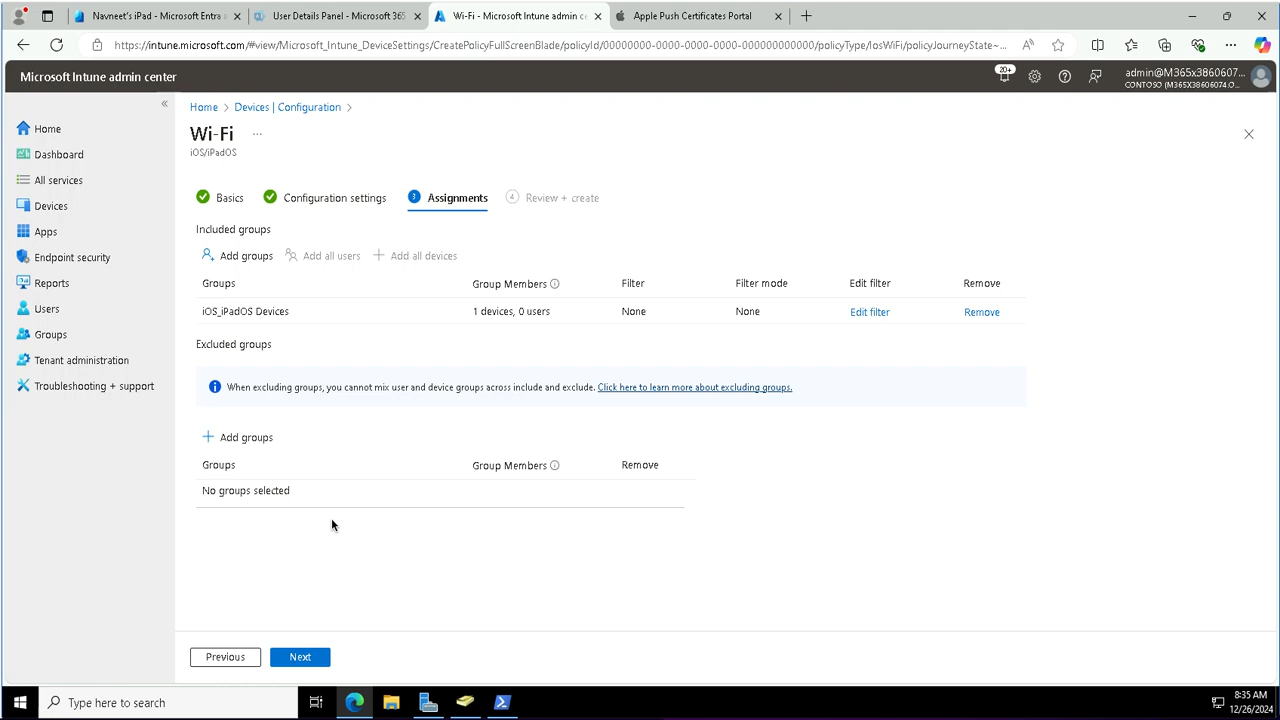 Navneet's iPad - Microsoft Entra
User Details Panel - Microsoft 365
Wi-Fi - Microsoft Intune admin ce
Apple Push Certificates Portal
https://intune.microsoft.com/#view/Microsoft_Intune_DeviceSettings/CreatePolicyFullScreenBlade/policyId/00000000-0000-0000-0000-000000000000/policyType/IosWiFi/policyJourneyState~...
Microsoft Intune admin center
20+
admin@M365x3860607...
CONTOSO (M365X38606074.O...
Home > Devices | Configuration >
Wi-Fi ...
iOS/iPadOS
Home
Dashboard
All services
Devices
Apps
Endpoint security
Reports
Users
Groups
Tenant administration
Troubleshooting + support
Basics
Configuration settings
3 Assignments
4 Review + create
Included groups
Add groups
Add all users
Add all devices
Groups Group Members Filter Filter mode Edit filter Remove
iOS_iPadOS Devices 1 devices, 0 users None None Edit filter Remove
Excluded groups
When excluding groups, you cannot mix user and device groups across include and exclude. Click here to learn more about excluding groups.
Add groups
Groups Group Members Remove
No groups selected
Previous
Next
Type here to search
8:35 AM
12/26/2024